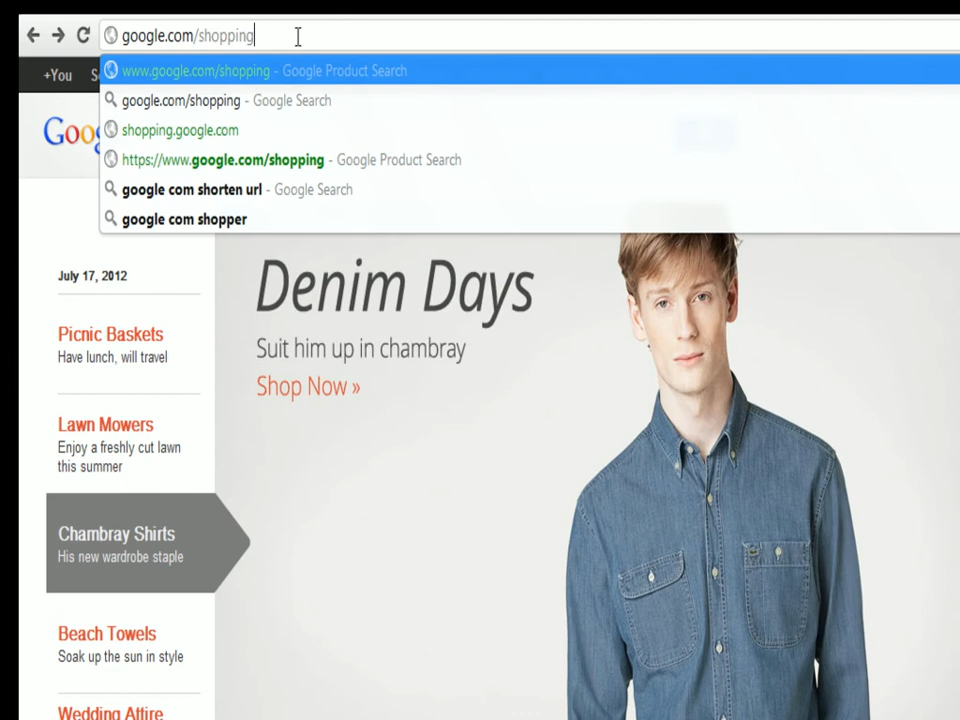 google.com/shopping
www.google.com/shopping - Google Product Search
google.com/shopping - Google Search
shopping.google.com
https://www.google.com/shopping - Google Product Search
google com shorten url - Google Search
google com shopper
+You
July 17, 2012
Picnic Baskets
Have lunch, will travel
Lawn Mowers
Enjoy a freshly cut lawn
this summer
Chambray Shirts
His new wardrobe staple
Beach Towels
Soak up the sun in style
Wedding Attire
Denim Days
Suit him up in chambray
Shop Now »